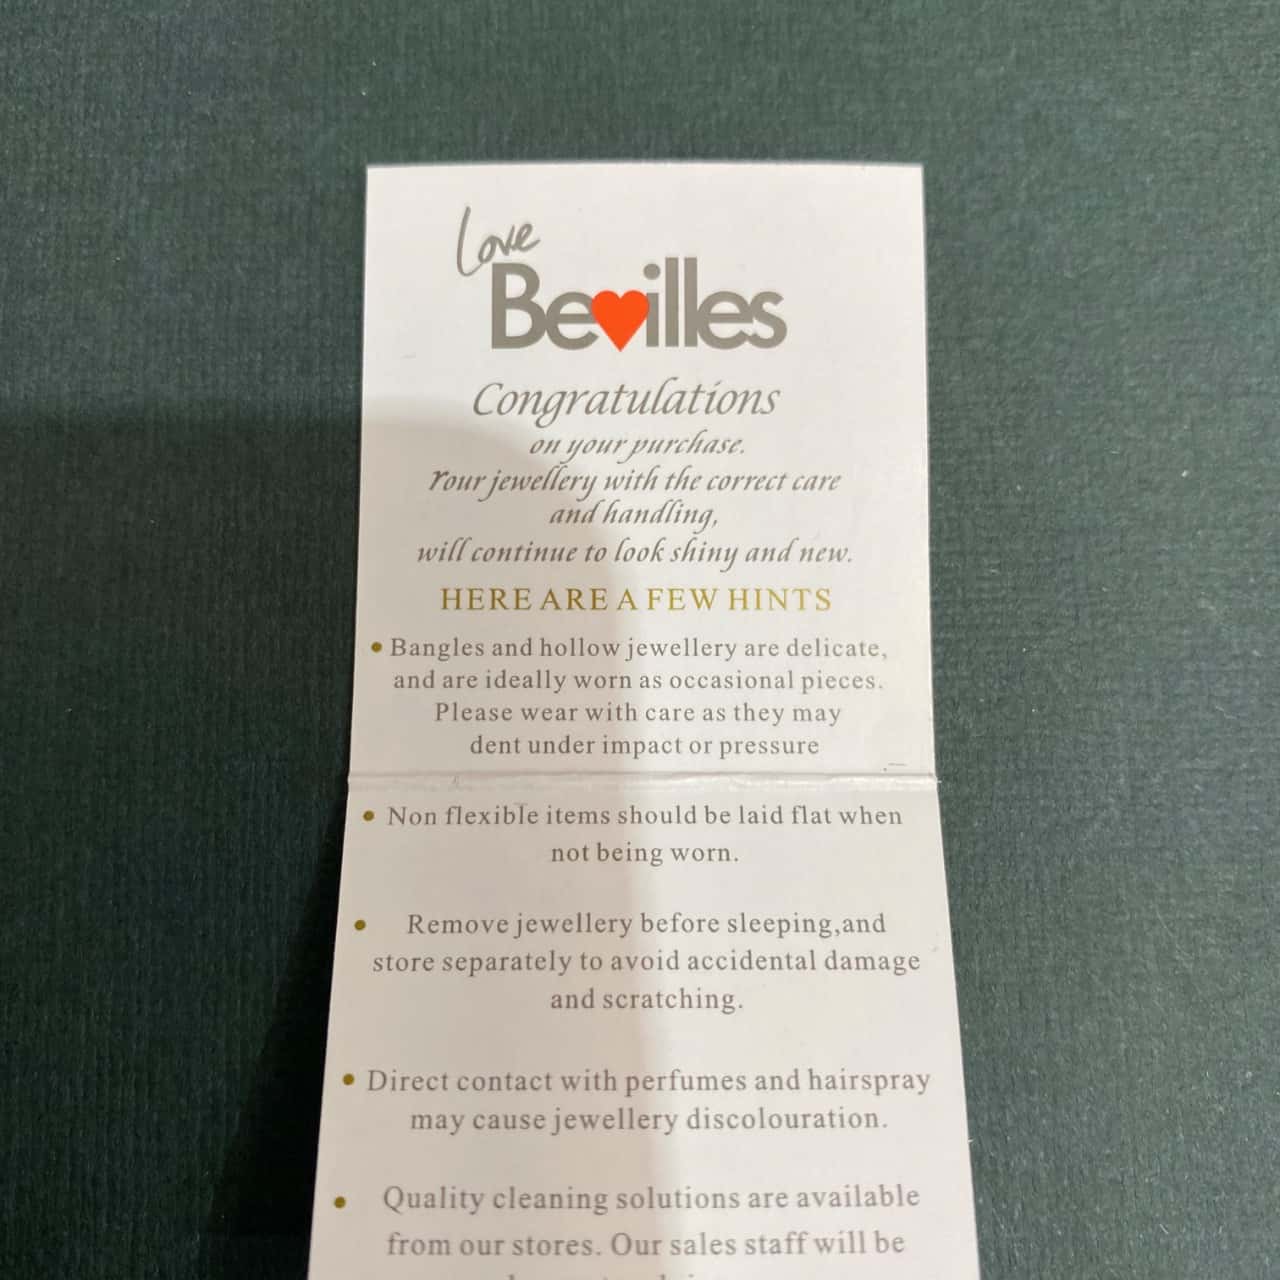 Love
Bevilles
Congratulations
on your purchase.
Your jewellery with the correct care
and handling,
will continue to look shiny and new.
HERE ARE A FEW HINTS
• Bangles and hollow jewellery are delicate,
and are ideally worn as occasional pieces.
Please wear with care as they may
dent under impact or pressure
• Non flexible items should be laid flat when
not being worn.
• Remove jewellery before sleeping,and
store separately to avoid accidental damage
and scratching.
• Direct contact with perfumes and hairspray
may cause jewellery discolouration.
• Quality cleaning solutions are available
from our stores. Our sales staff will be